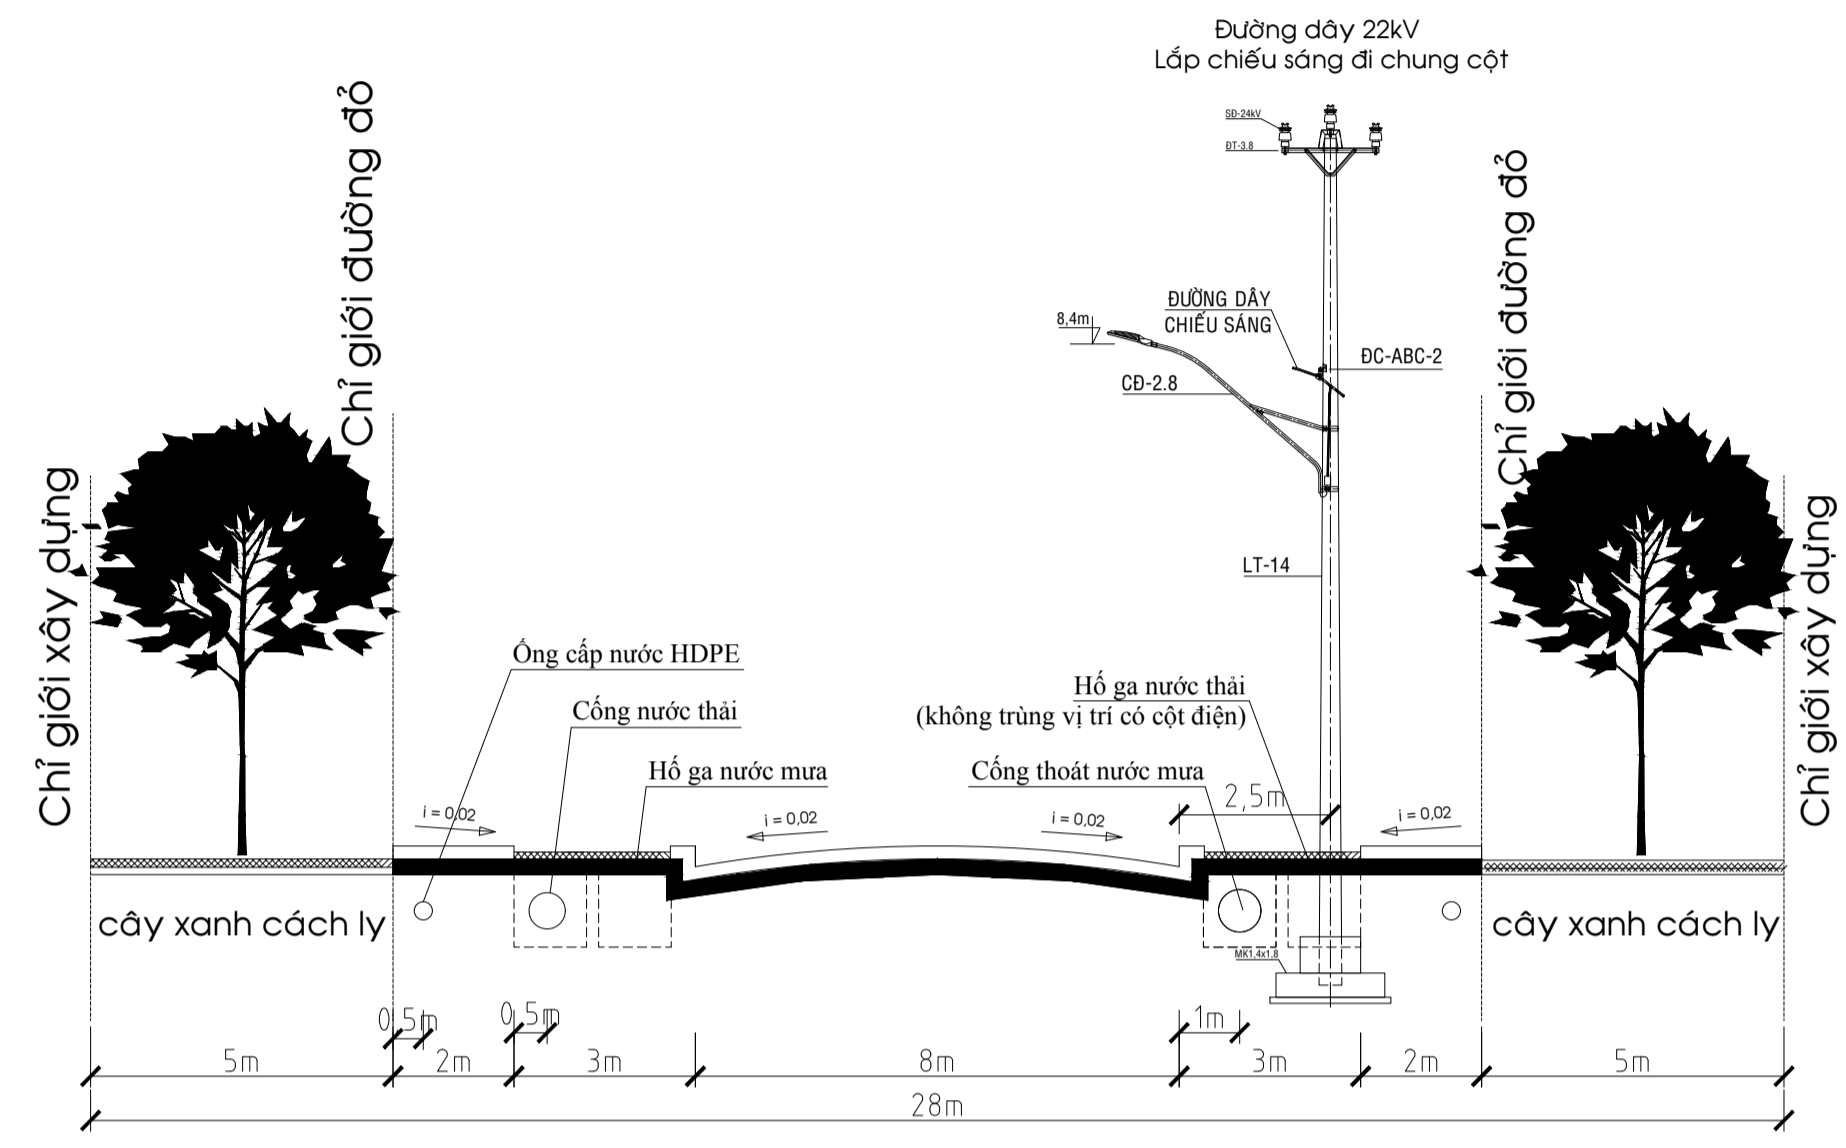 Đường dây 22kV
Lắp chiếu sáng đi chung cột
SĐ-24kV
ĐT-3.8
Chỉ giới đường đỏ
Chỉ giới đường đỏ
ĐƯỜNG DÂY
CHIẾU SÁNG
8,4m
ĐC-ABC-2
CĐ-2.8
Chỉ giới xây dựng
Chỉ giới xây dựng
LT-14
Ống cấp nước HDPE
Cống nước thải
Hố ga nước mưa
Hố ga nước thải
(không trùng vị trí có cột điện)
Cống thoát nước mưa
2,5m
i = 0,02
i = 0,02
i = 0,02
i = 0,02
cây xanh cách ly
cây xanh cách ly
MK1,4x1,8
0,5m
0,5m
1m
5m
2m
3m
8m
3m
2m
5m
28m